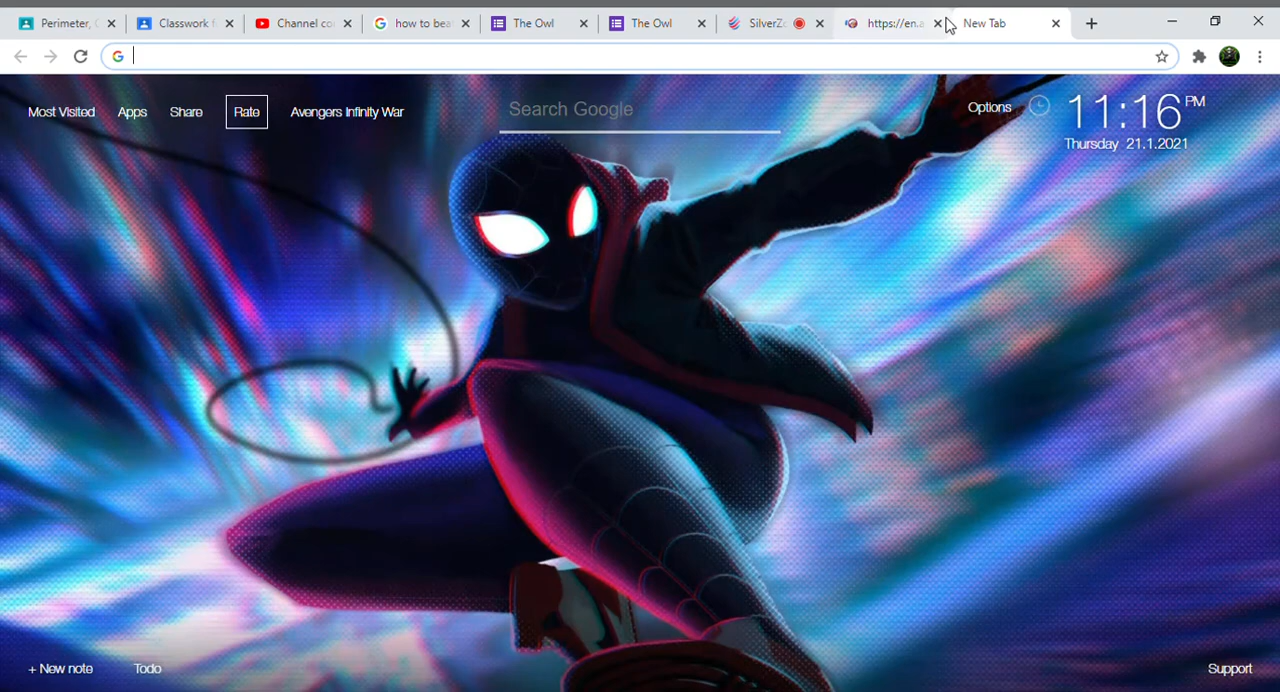 Perimeter,
Classwork f
Channel co
how to bea
The Owl
The Owl
SilverZo
https://en.a
New Tab
Most Visited
Apps
Share
Rate
Avengers Infinity War
Search Google
Options
11:16 PM
Thursday 21.1.2021
+ New note
Todo
Support